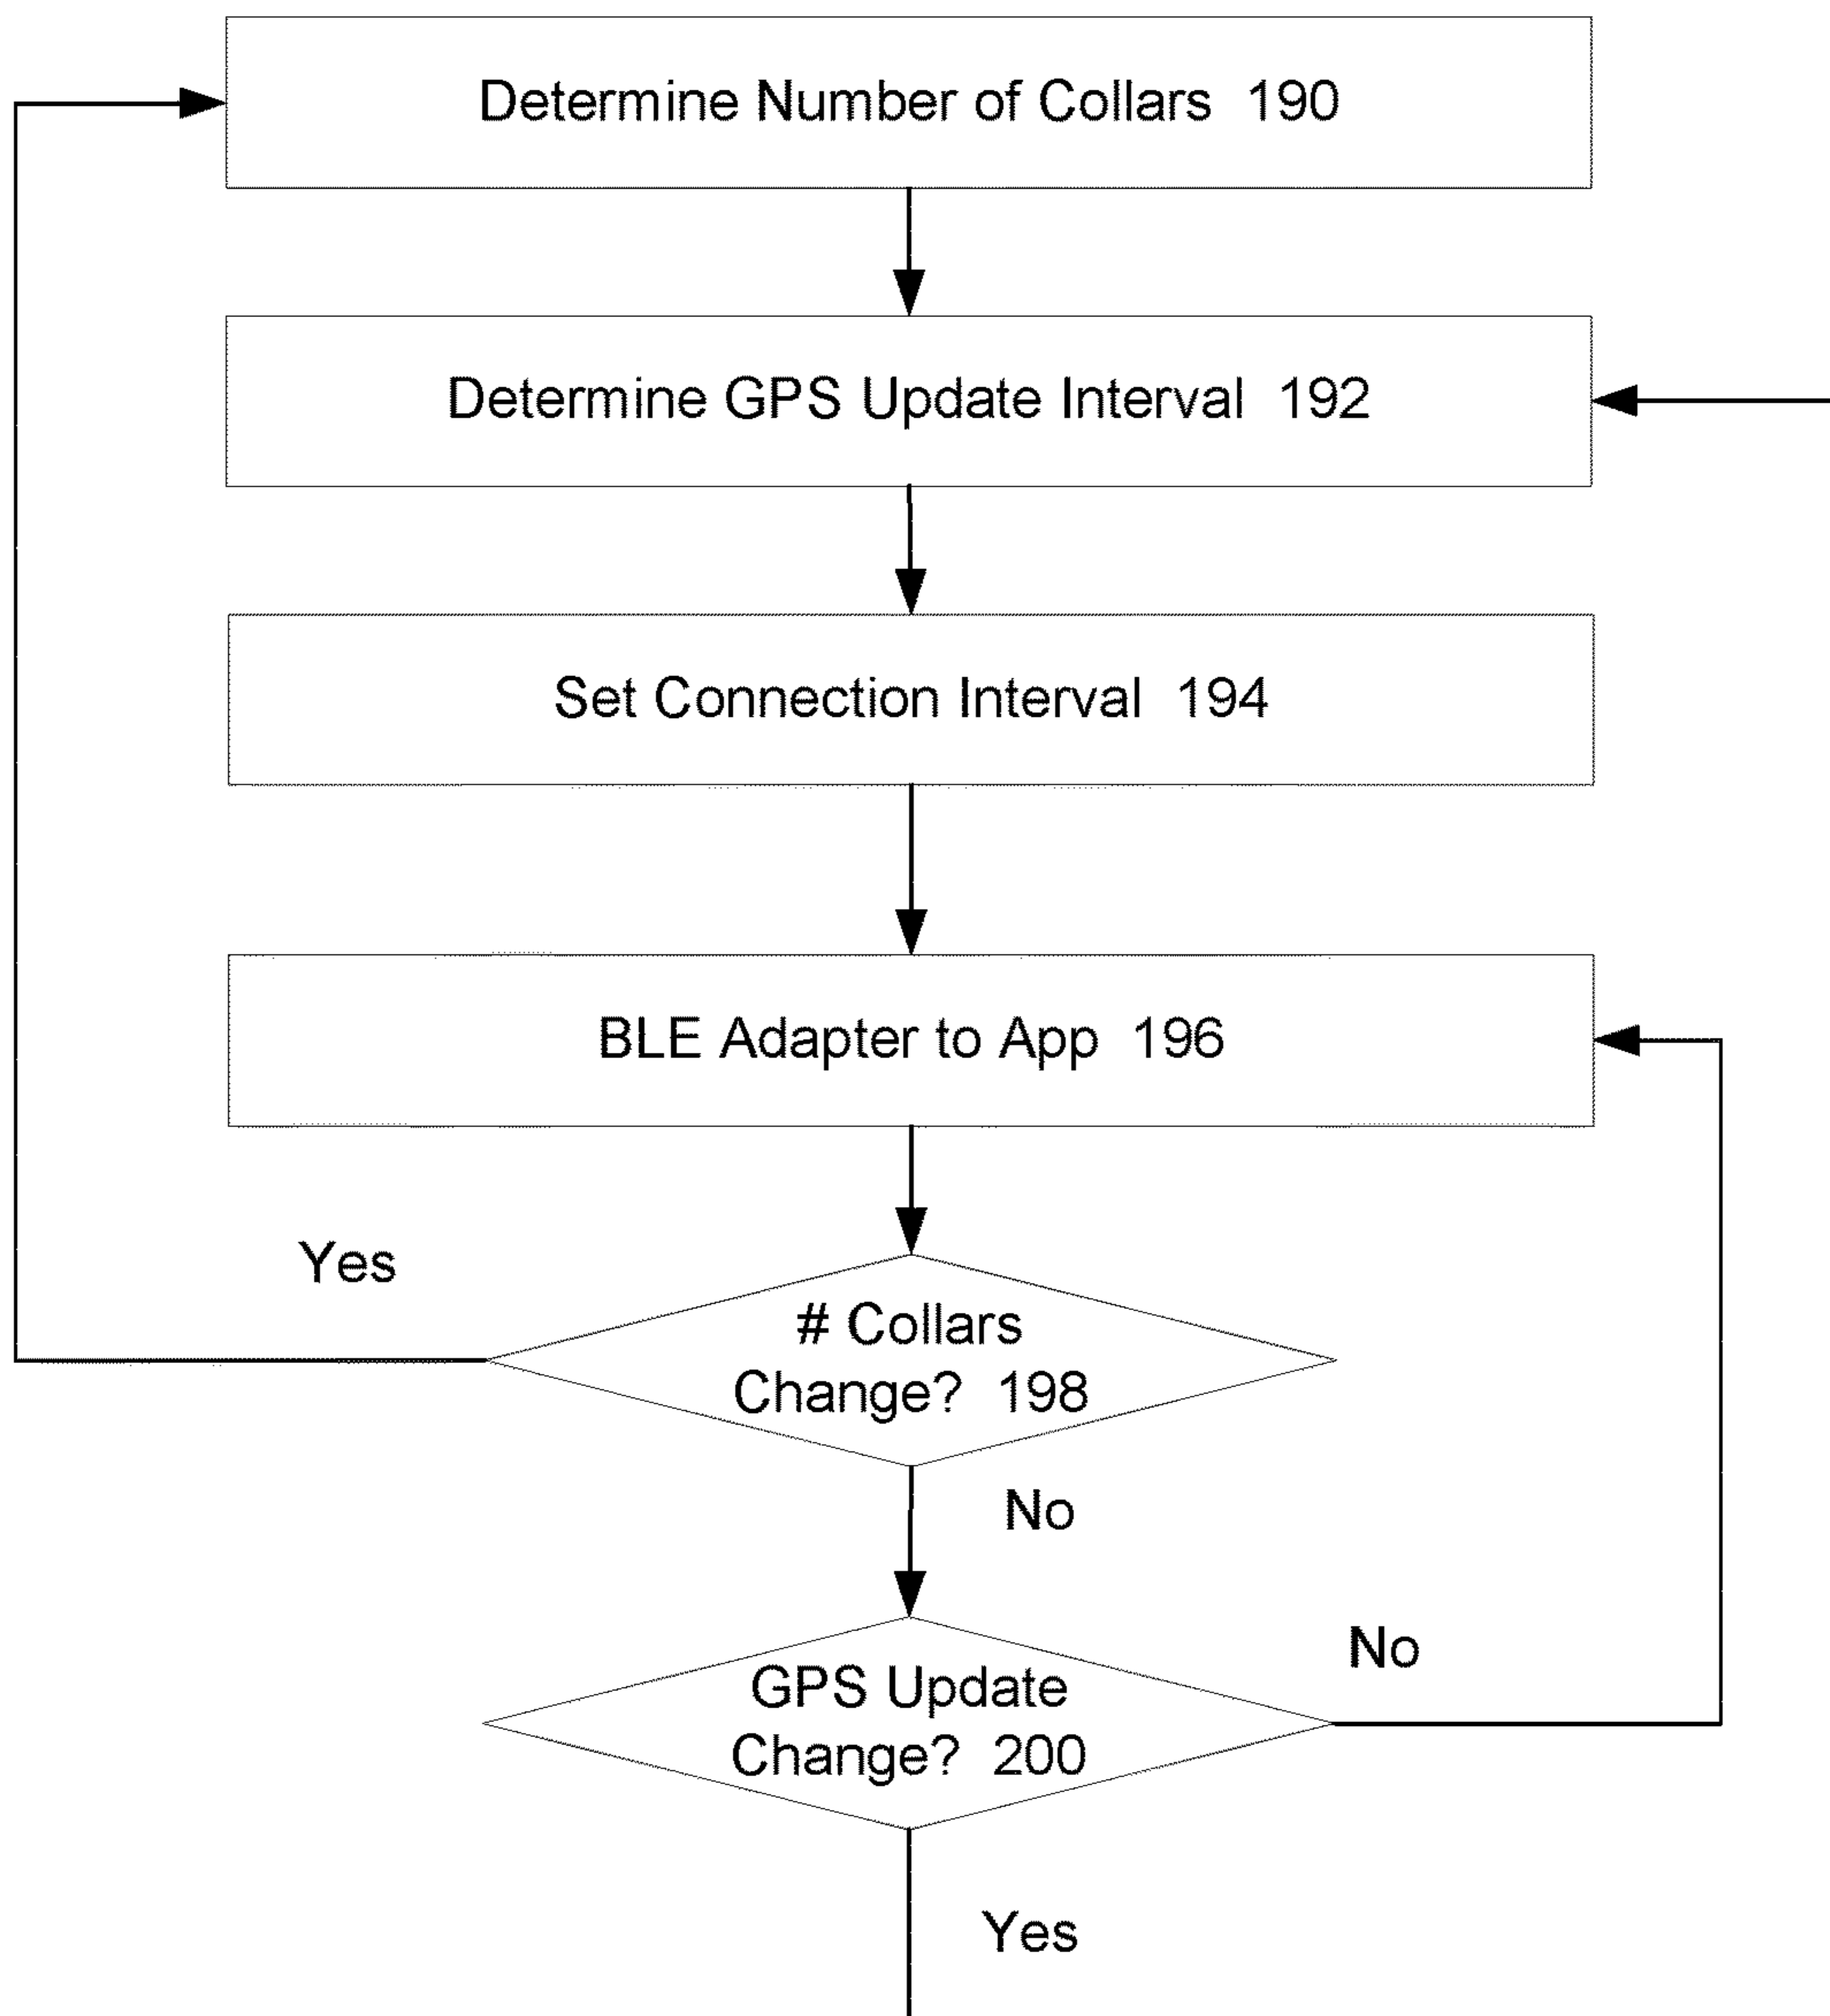 Determine Number of Collars 190
Determine GPS Update Interval 192
Set Connection Interval 194
BLE Adapter to App 196
Yes
# Collars
Change? 198
No
GPS Update
Change? 200
No
Yes